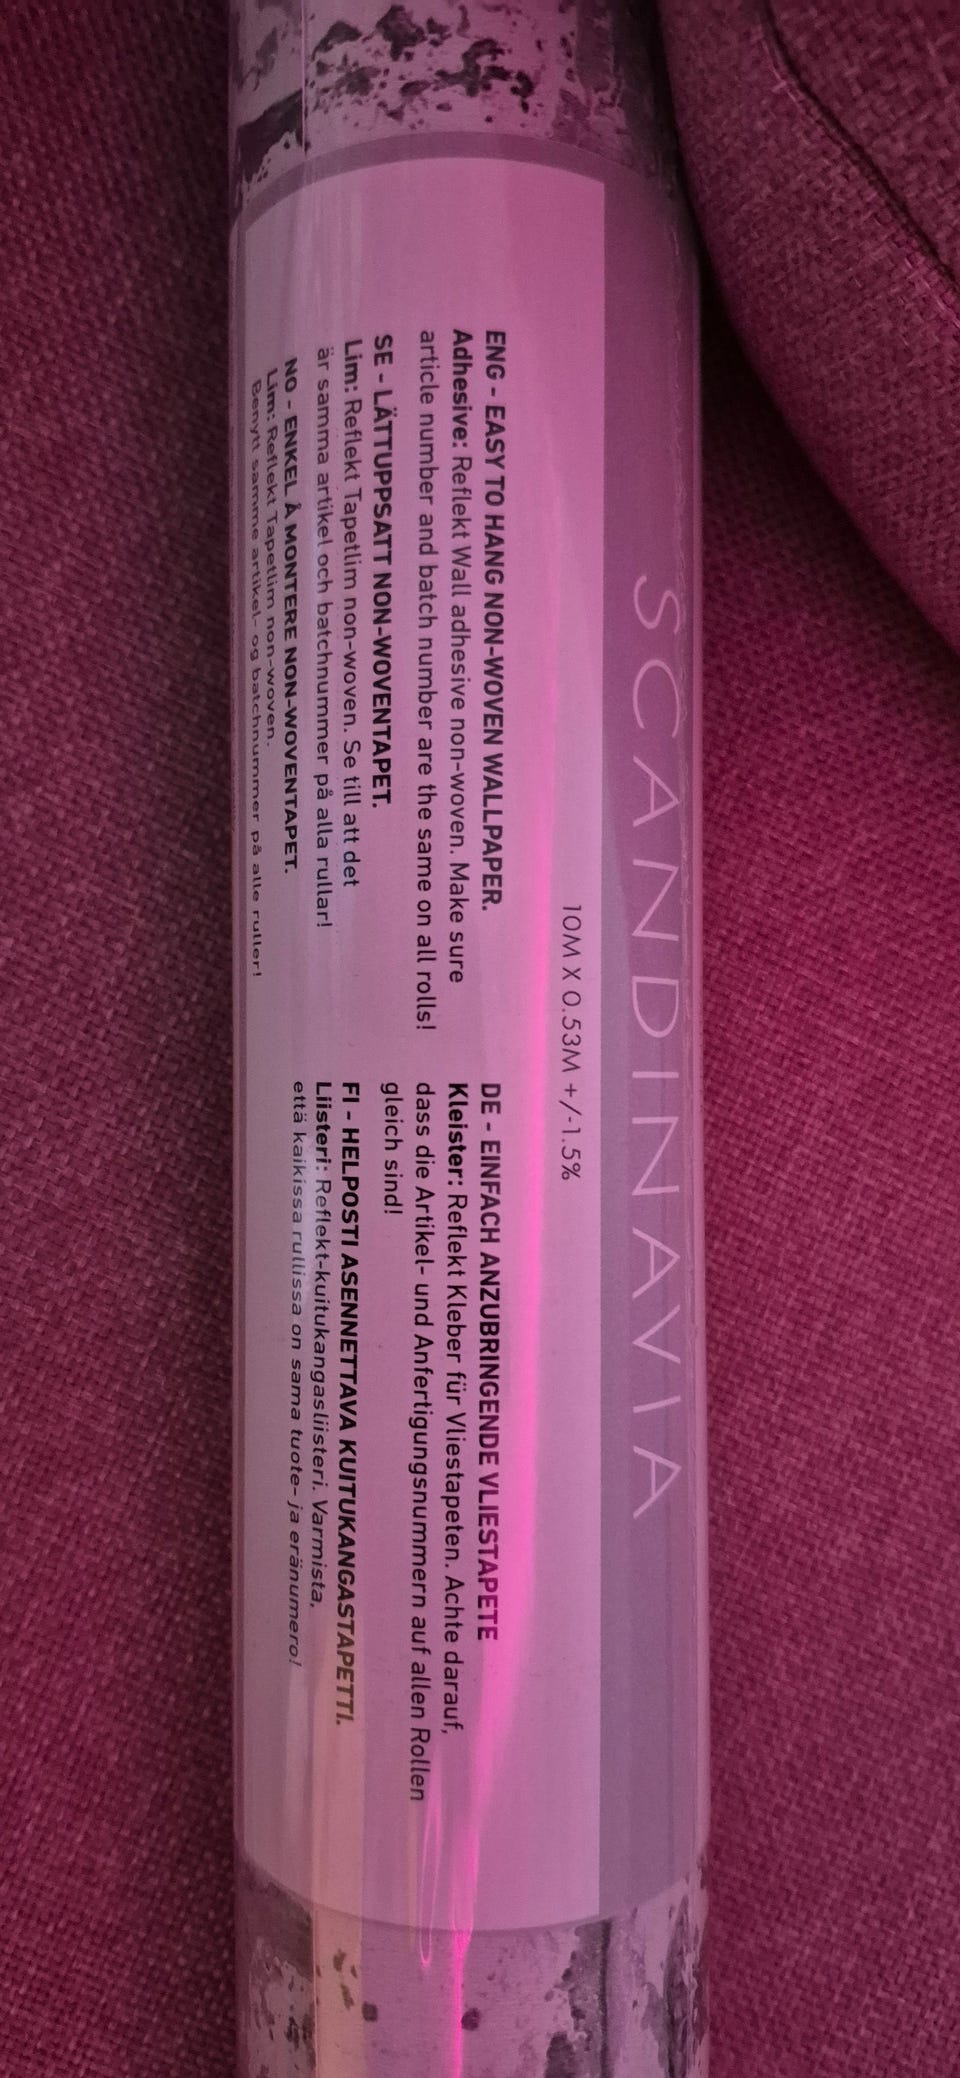 SCANDINAVIA
10M X 0.53M +/-1.5%
ENG - EASY TO HANG NON-WOVEN WALLPAPER.
Adhesive: Reflekt Wall adhesive non-woven. Make sure
article number and batch number are the same on all rolls!
SE - LÄTTUPPSATT NON-WOVENTAPET.
Lim: Reflekt Tapetlim non-woven. Se till att det
är samma artikel och batchnummer på alla rullar!
NO - ENKEL Å MONTERE NON-WOVENTAPET.
Lim: Reflekt Tapetlim non-woven.
Benytt samme artikel- og batchnummer på alle ruller!
DE - EINFACH ANZUBRINGENDE VLIESTAPETE
Kleister: Reflekt Kleber für Vliestapeten. Achte darauf,
dass die Artikel- und Anfertigungsnummern auf allen Rollen
gleich sind!
FI - HELPOSTI ASENNETTAVA KUITUKANGASTAPETTI.
Liisteri: Reflekt-kuitukangasliisteri. Varmista,
että kaikissa rullissa on sama tuote- ja eränumero!